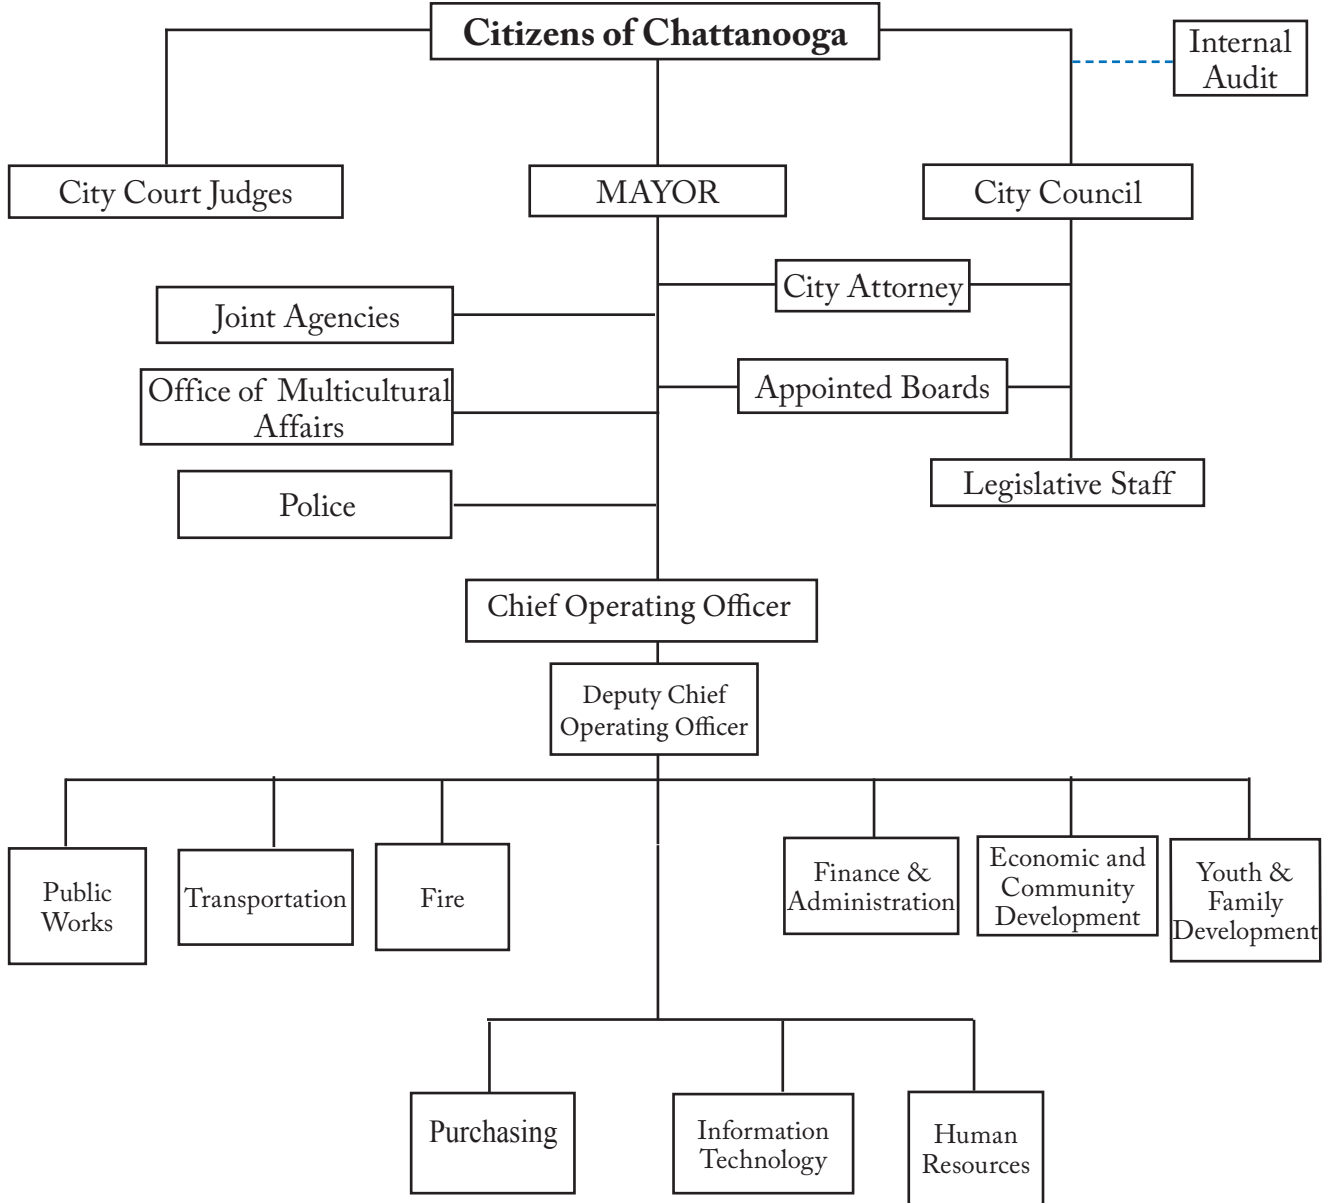 Citizens of Chattanooga
Internal
Audit
City Court Judges
MAYOR
City Council
City Attorney
Joint Agencies
Office of Multicultural
Affairs
Appointed Boards
Legislative Staff
Police
Chief Operating Officer
Deputy Chief
Operating Officer
Public
Works
Transportation
Fire
Finance &
Administration
Economic and
Community
Development
Youth &
Family
Development
Purchasing
Information
Technology
Human
Resources